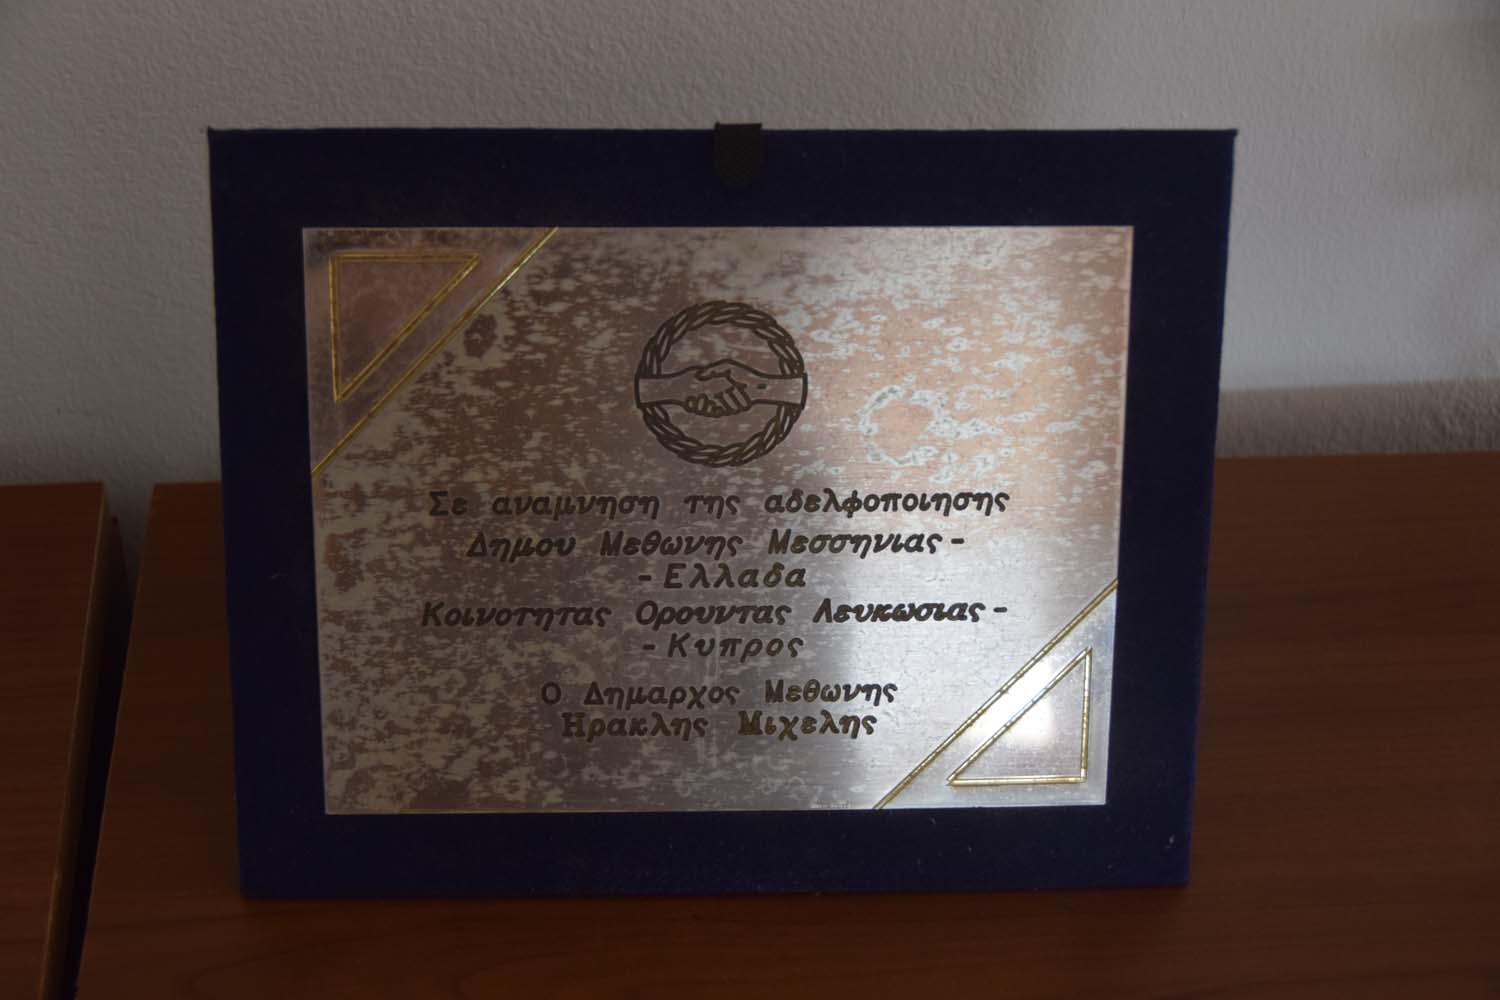 Σε αναμνηση της αδελφοποιησης
Δημου Μεθωνης Μεσσηνιας -
- Ελλαδα
Κοινοτητας Ορουντας Λευκωσιας -
- Κυπρος
Ο Δημαρχος Μεθωνης
Ηρακλης Μιχελης